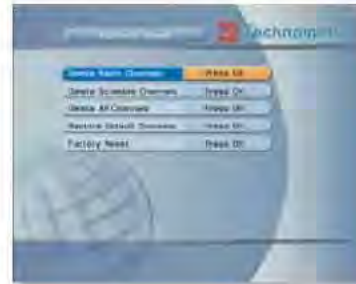 Technomate
Delete Radio Channels Press OK
Delete Scramble Channels Press OK
Delete All Channels Press OK
Restore Default Channels Press OK
Factory Reset Press OK